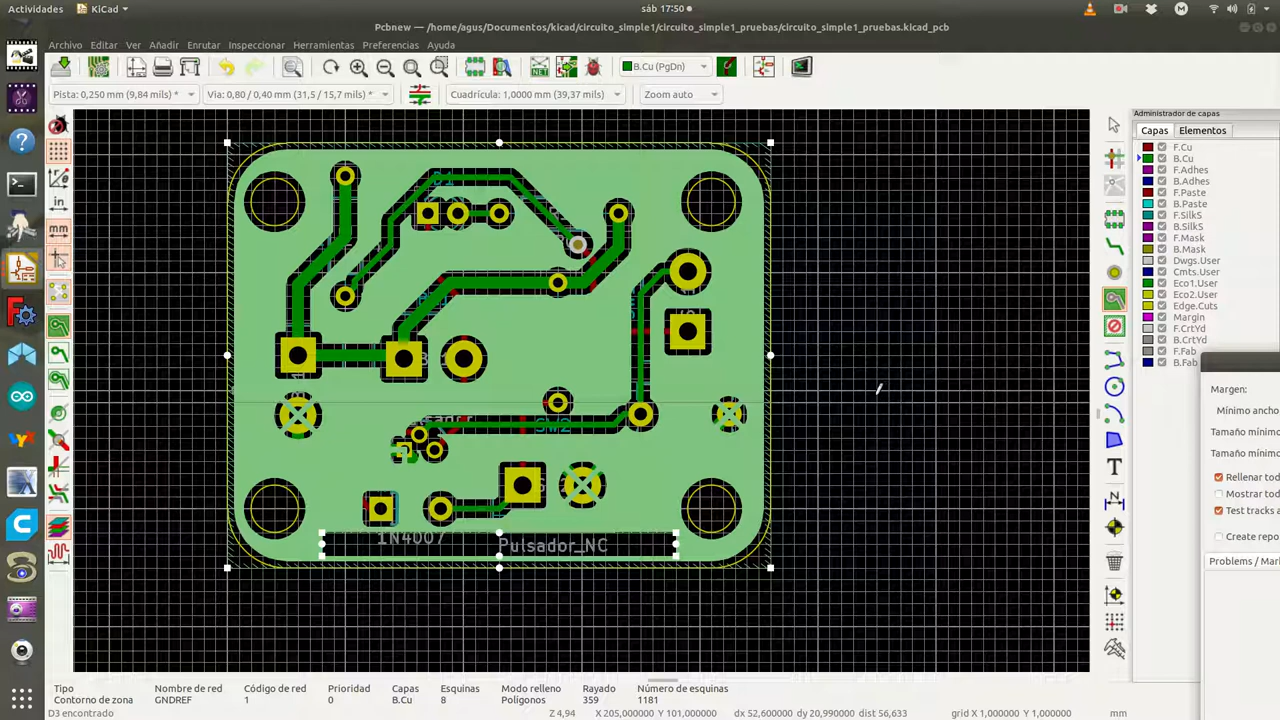 Actividades KiCad sáb 17:50
Pcbnew — /home/agus/Documentos/kicad/circuito_simple1/circuito_simple1_pruebas/circuito_simple1_pruebas.kicad_pcb
Archivo Editar Ver Añadir Enrutar Inspeccionar Herramientas Preferencias Ayuda
NET
B.Cu (PgDn)
Pista: 0,250 mm (9,84 mils) * Via: 0,80 / 0,40 mm (31,5 / 15,7 mils) * Cuadrícula: 1,0000 mm (39,37 mils) Zoom auto
Administrador de capas
Capas Elementos
F.Cu
B.Cu
F.Adhes
B.Adhes
F.Paste
B.Paste
F.SilkS
B.SilkS
F.Mask
B.Mask
Dwgs.User
Cmts.User
Eco1.User
Eco2.User
Edge.Cuts
Margin
F.CrtYd
B.CrtYd
F.Fab
B.Fab
in
mm
SW2
1N4007
Pulsador_NC
Margen:
Mínimo ancho
Tamaño mínimo
Tamaño mínimo
Rellenar tod
Mostrar tod
Test tracks a
Create repo
Problems / Mar
Tipo Nombre de red Código de red Prioridad Capas Esquinas Modo relleno Rayado Número de esquinas
Contorno de zona GNDREF 1 0 B.Cu 8 Polígonos 359 1181
D3 encontrado Z 4,94 X 205,000000 Y 101,000000 dx 52,600000 dy 20,990000 dist 56,633 grid X 1,000000 Y 1,000000 mm